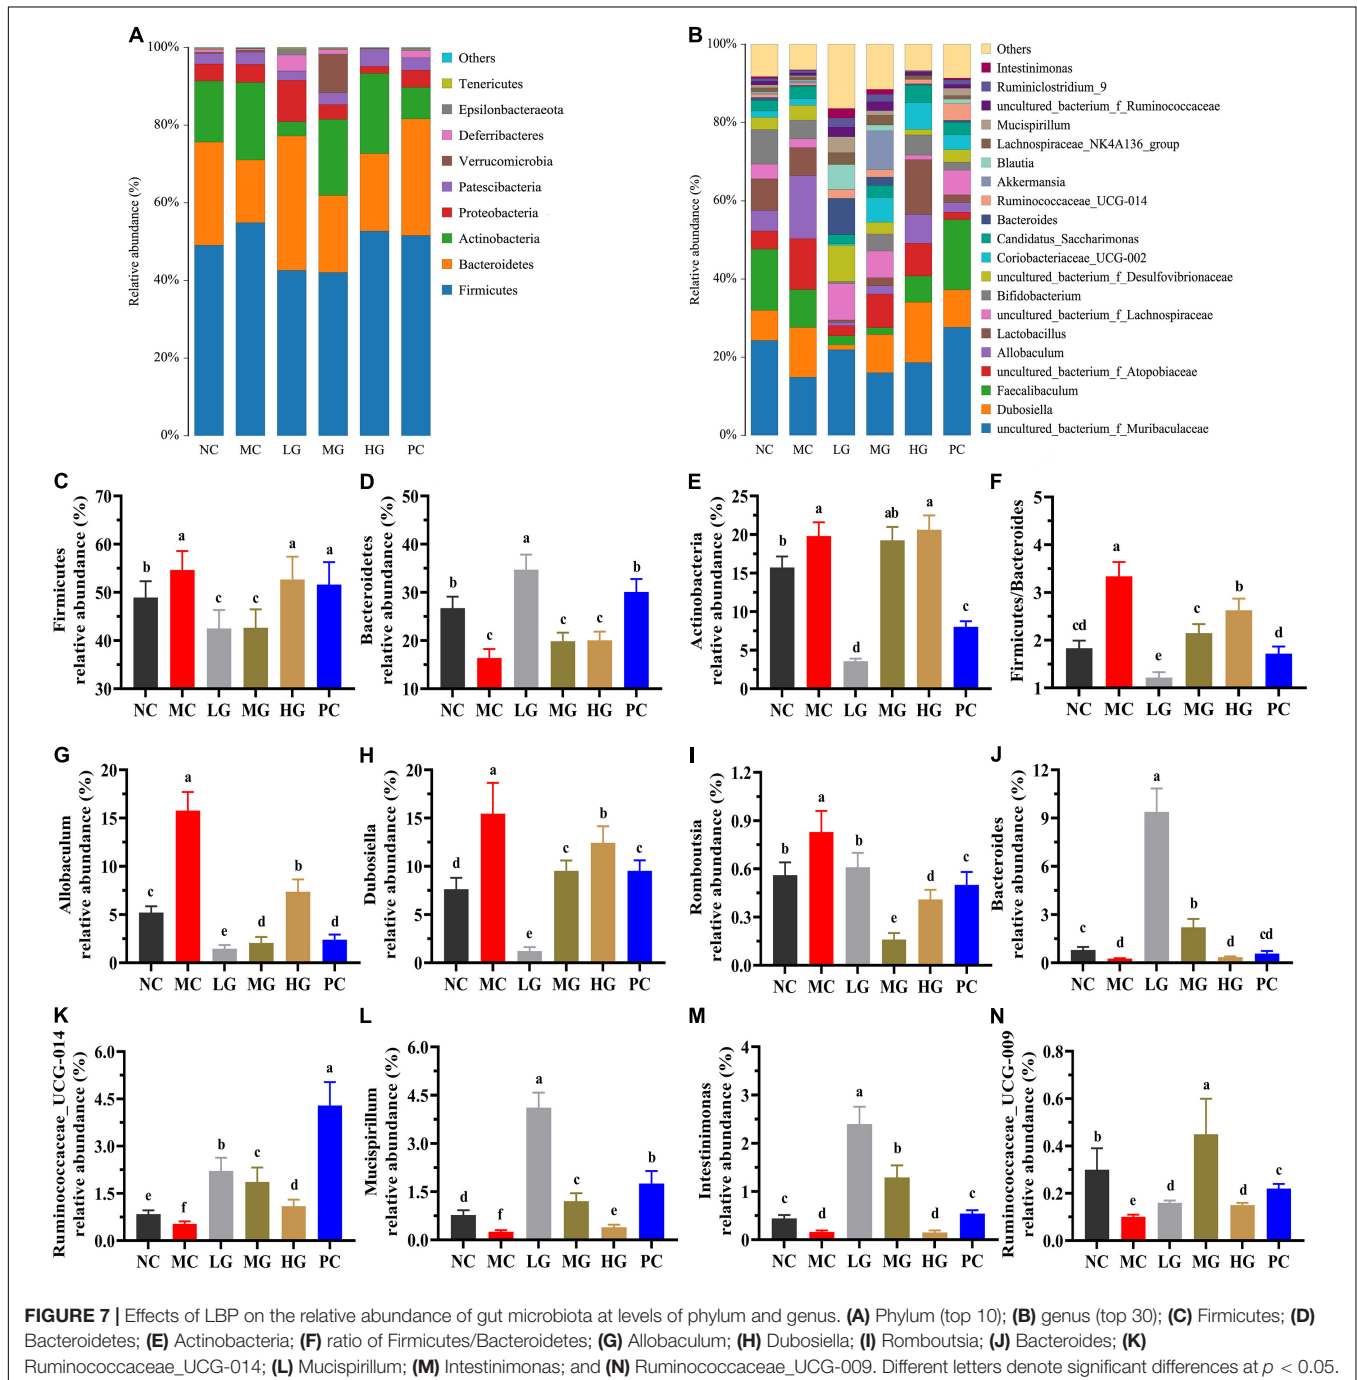 A
100%
80%
60%
40%
20%
0%
Relative abundance (%)
NC MC LG MG HG PC
Others
Tenericutes
Epsilonbacteraeota
Deferribacteres
Verrucomicrobia
Patescibacteria
Proteobacteria
Actinobacteria
Bacteroidetes
Firmicutes
B
100%
80%
60%
40%
20%
0%
Relative abundance (%)
NC MC LG MG HG PC
Others
Intestinimonas
Ruminiclostridium_9
uncultured_bacterium_f_Ruminococcaceae
Mucispirillum
Lachnospiraceae_NK4A136_group
Blautia
Akkermansia
Ruminococcaceae_UCG-014
Bacteroides
Candidatus_Saccharimonas
Coriobacteriaceae_UCG-002
uncultured_bacterium_f_Desulfovibrionaceae
Bifidobacterium
uncultured_bacterium_f_Lachnospiraceae
Lactobacillus
Allobaculum
uncultured_bacterium_f_Atopobiaceae
Faecalibaculum
Dubosiella
uncultured_bacterium_f_Muribaculaceae
C
Firmicutes
relative abundance (%)
70
60
50
40
30
b a c c a a
NC MC LG MG HG PC
D
Bacteroidetes
relative abundance (%)
50
40
30
20
10
b c a c c b
NC MC LG MG HG PC
E
Actinobacteria
relative abundance (%)
25
20
15
10
5
0
b a d ab a c
NC MC LG MG HG PC
F
Firmicutes/Bacteroides
5
4
3
2
1
cd a e c b d
NC MC LG MG HG PC
G
Allobaculum
relative abundance (%)
20
15
10
5
0
c a e d b d
NC MC LG MG HG PC
H
Dubosiella
relative abundance (%)
20
15
10
5
0
d a e c b c
NC MC LG MG HG PC
I
Romboutsia
relative abundance (%)
1.2
0.9
0.6
0.3
0.0
b a b e d c
NC MC LG MG HG PC
J
Bacteroides
relative abundance (%)
12
9
6
3
0
c d a b d cd
NC MC LG MG HG PC
K
Ruminococcaceae_UCG-014
relative abundance (%)
6.0
4.5
3.0
1.5
0.0
e f b c d a
NC MC LG MG HG PC
L
Mucispirillum
relative abundance (%)
6.0
4.5
3.0
1.5
0.0
d f a c e b
NC MC LG MG HG PC
M
Intestinimonas
relative abundance (%)
4
3
2
1
0
c d a b d c
NC MC LG MG HG PC
N
Ruminococcaceae_UCG-009
relative abundance (%)
0.8
0.6
0.4
0.2
0.0
b e d a d c
NC MC LG MG HG PC
FIGURE 7 | Effects of LBP on the relative abundance of gut microbiota at levels of phylum and genus. (A) Phylum (top 10); (B) genus (top 30); (C) Firmicutes; (D)
Bacteroidetes; (E) Actinobacteria; (F) ratio of Firmicutes/Bacteroidetes; (G) Allobaculum; (H) Dubosiella; (I) Romboutsia; (J) Bacteroides; (K)
Ruminococcaceae_UCG-014; (L) Mucispirillum; (M) Intestinimonas; and (N) Ruminococcaceae_UCG-009. Different letters denote significant differences at p < 0.05.